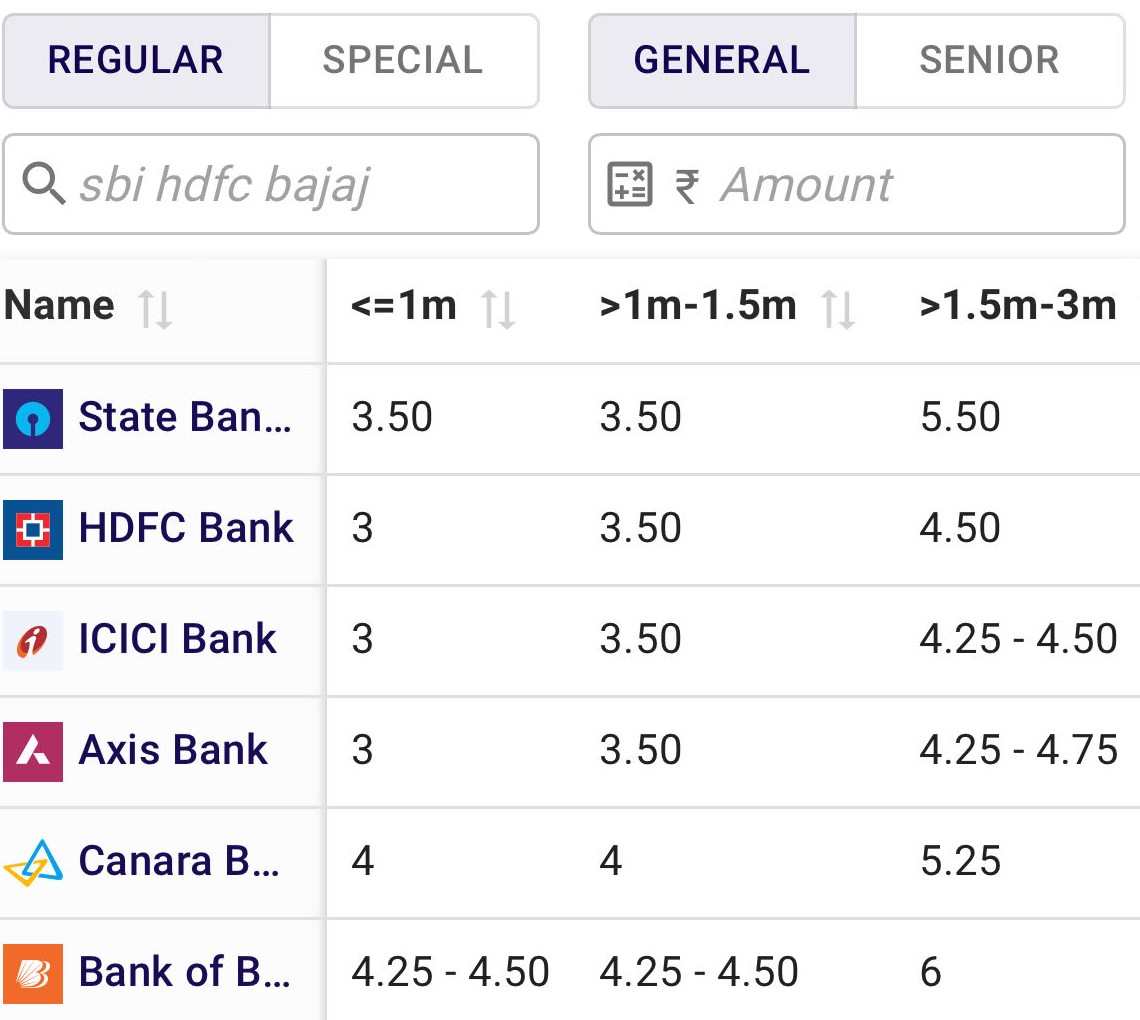 REGULAR SPECIAL GENERAL SENIOR
sbi hdfc bajaj ₹ Amount
Name <=1m >1m-1.5m >1.5m-3m
State Ban... 3.50 3.50 5.50
HDFC Bank 3 3.50 4.50
ICICI Bank 3 3.50 4.25 - 4.50
Axis Bank 3 3.50 4.25 - 4.75
Canara B... 4 4 5.25
Bank of B... 4.25 - 4.50 4.25 - 4.50 6